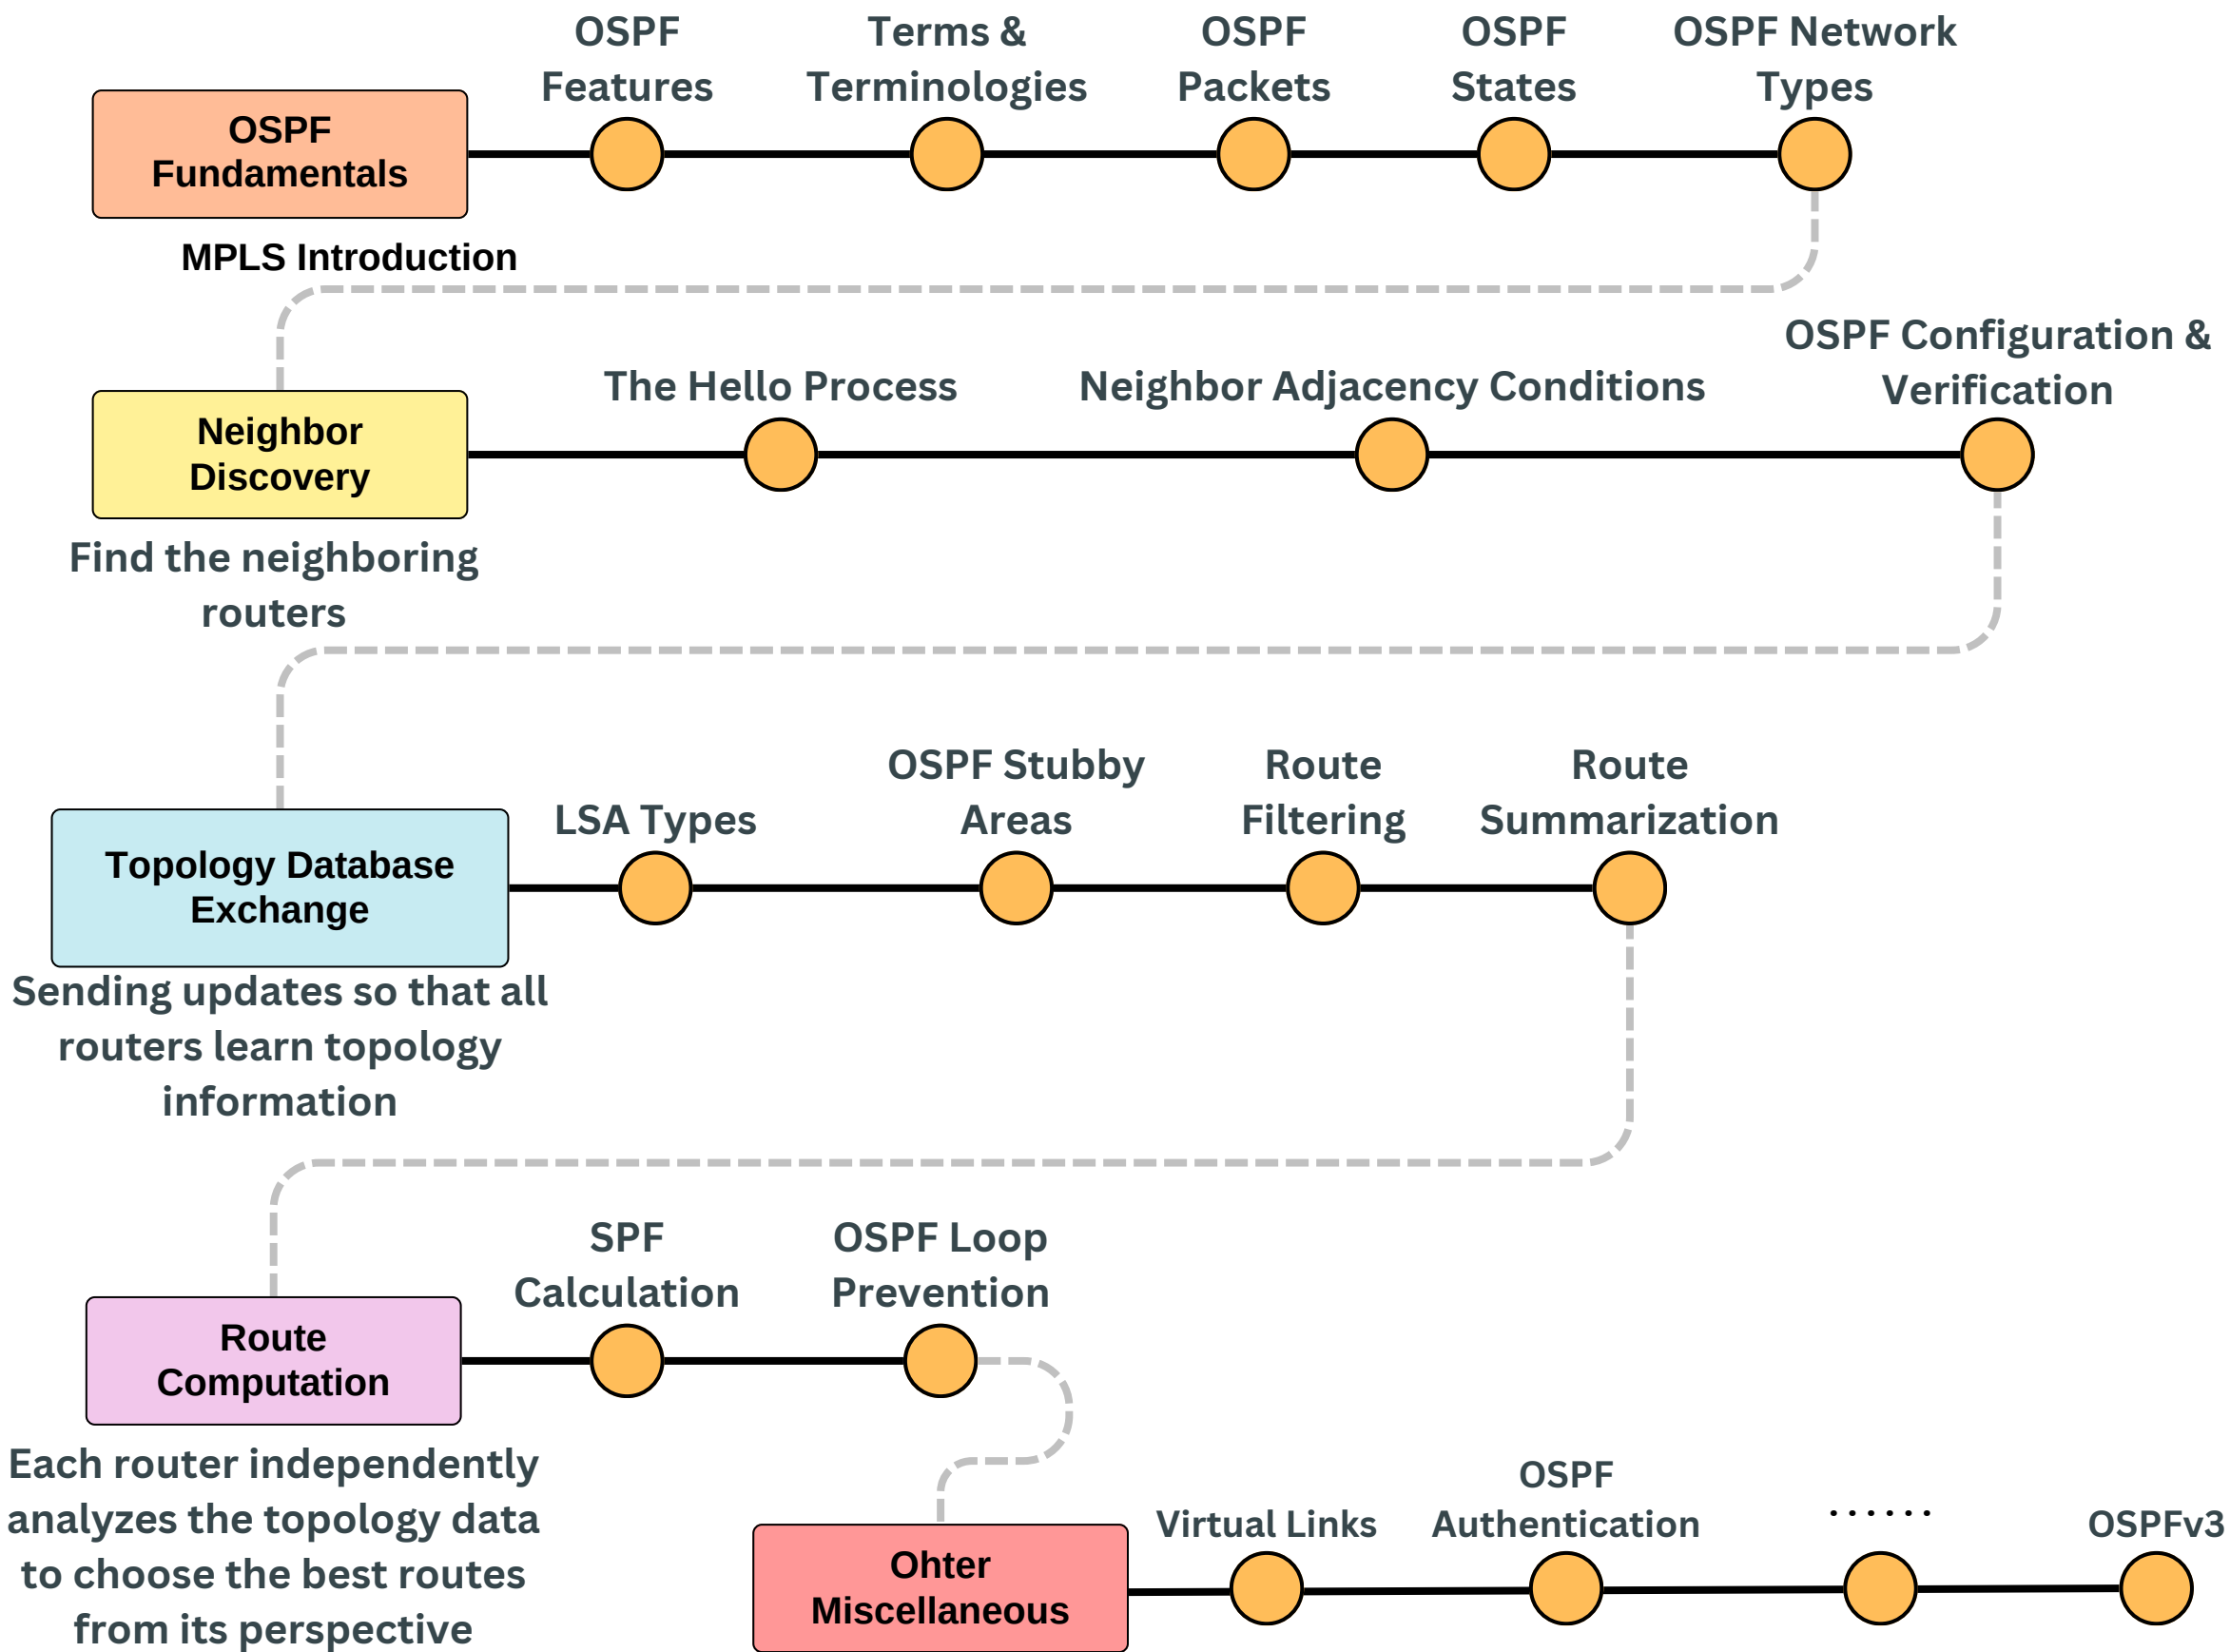 OSPF
Features
Terms &
Terminologies
OSPF
Packets
OSPF
States
OSPF Network
Types
OSPF
Fundamentals
MPLS Introduction
The Hello Process
Neighbor Adjacency Conditions
OSPF Configuration &
Verification
Neighbor
Discovery
Find the neighboring
routers
LSA Types
OSPF Stubby
Areas
Route
Filtering
Route
Summarization
Topology Database
Exchange
Sending updates so that all
routers learn topology
information
SPF
Calculation
OSPF Loop
Prevention
Route
Computation
Each router independently
analyzes the topology data
to choose the best routes
from its perspective
Virtual Links
OSPF
Authentication
......
OSPFv3
Ohter
Miscellaneous